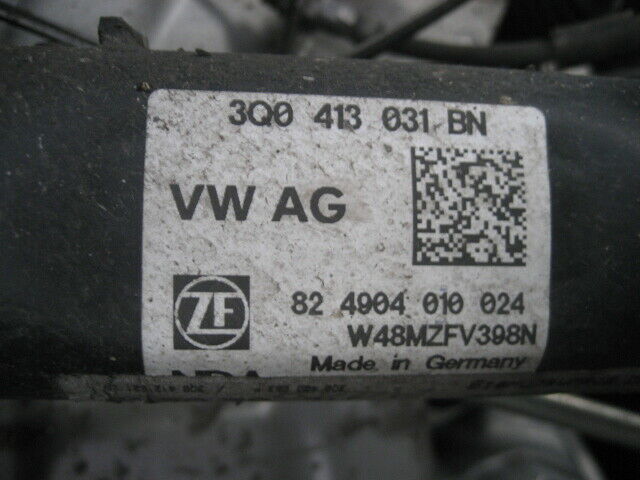 3Q0 413 031 BN
VW AG
ZF
82 4904 010 024
W48MZFV398N
Made in Germany